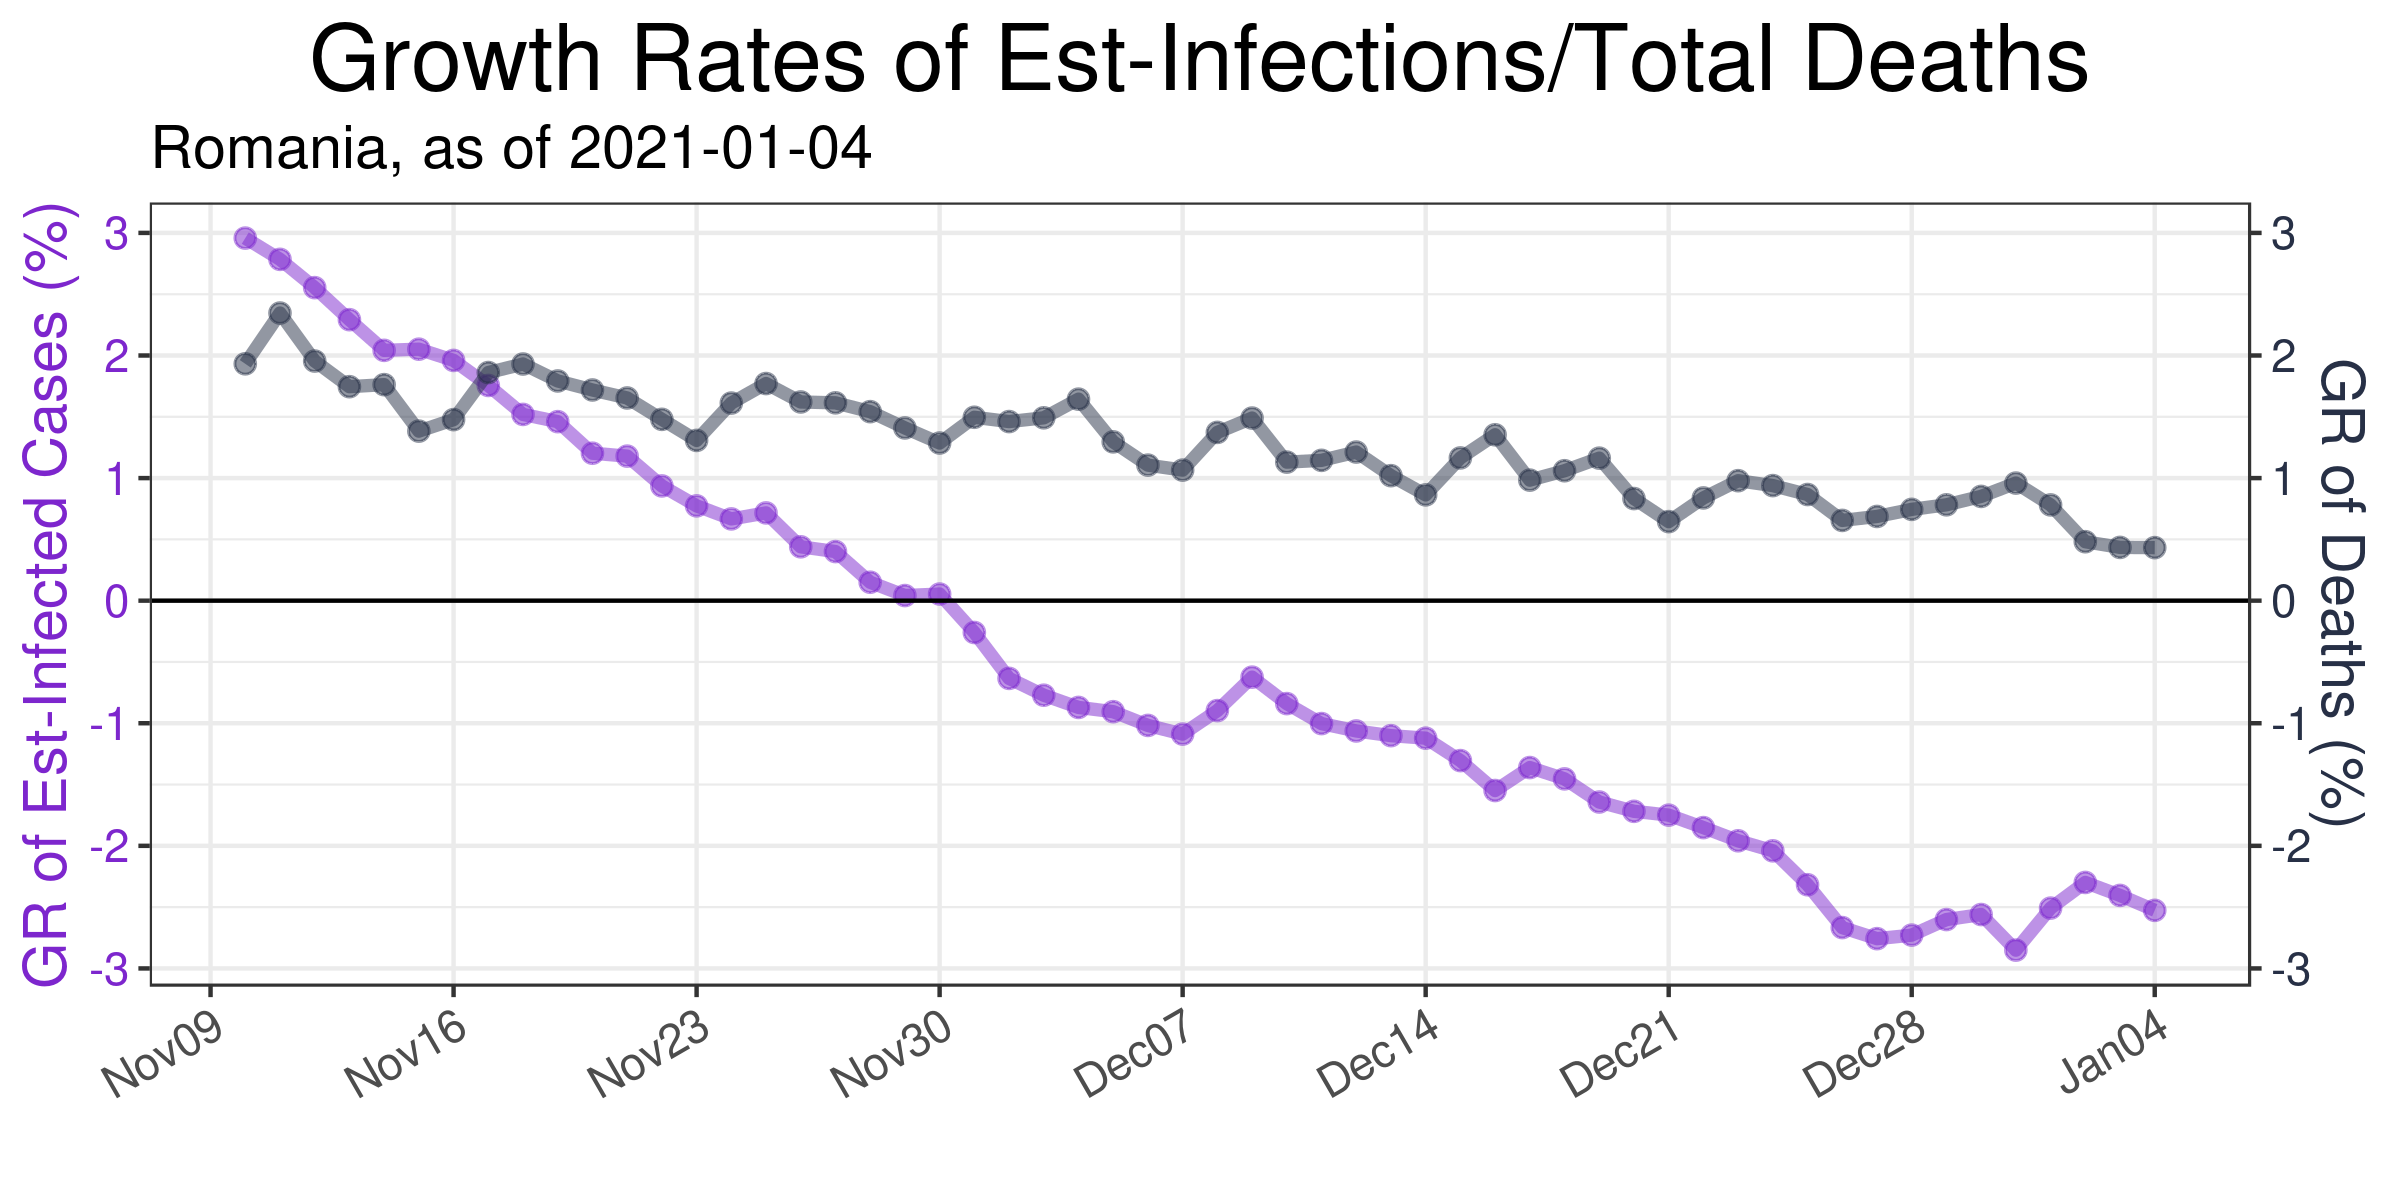 Growth Rates of Est-Infections/Total Deaths
Romania, as of 2021-01-04
GR of Est-Infected Cases (%)
3
2
1
0
-1
-2
-3
3
2
1
0
-1
-2
-3
GR of Deaths (%)
Nov09
Nov16
Nov23
Nov30
Dec07
Dec14
Dec21
Dec28
Jan04